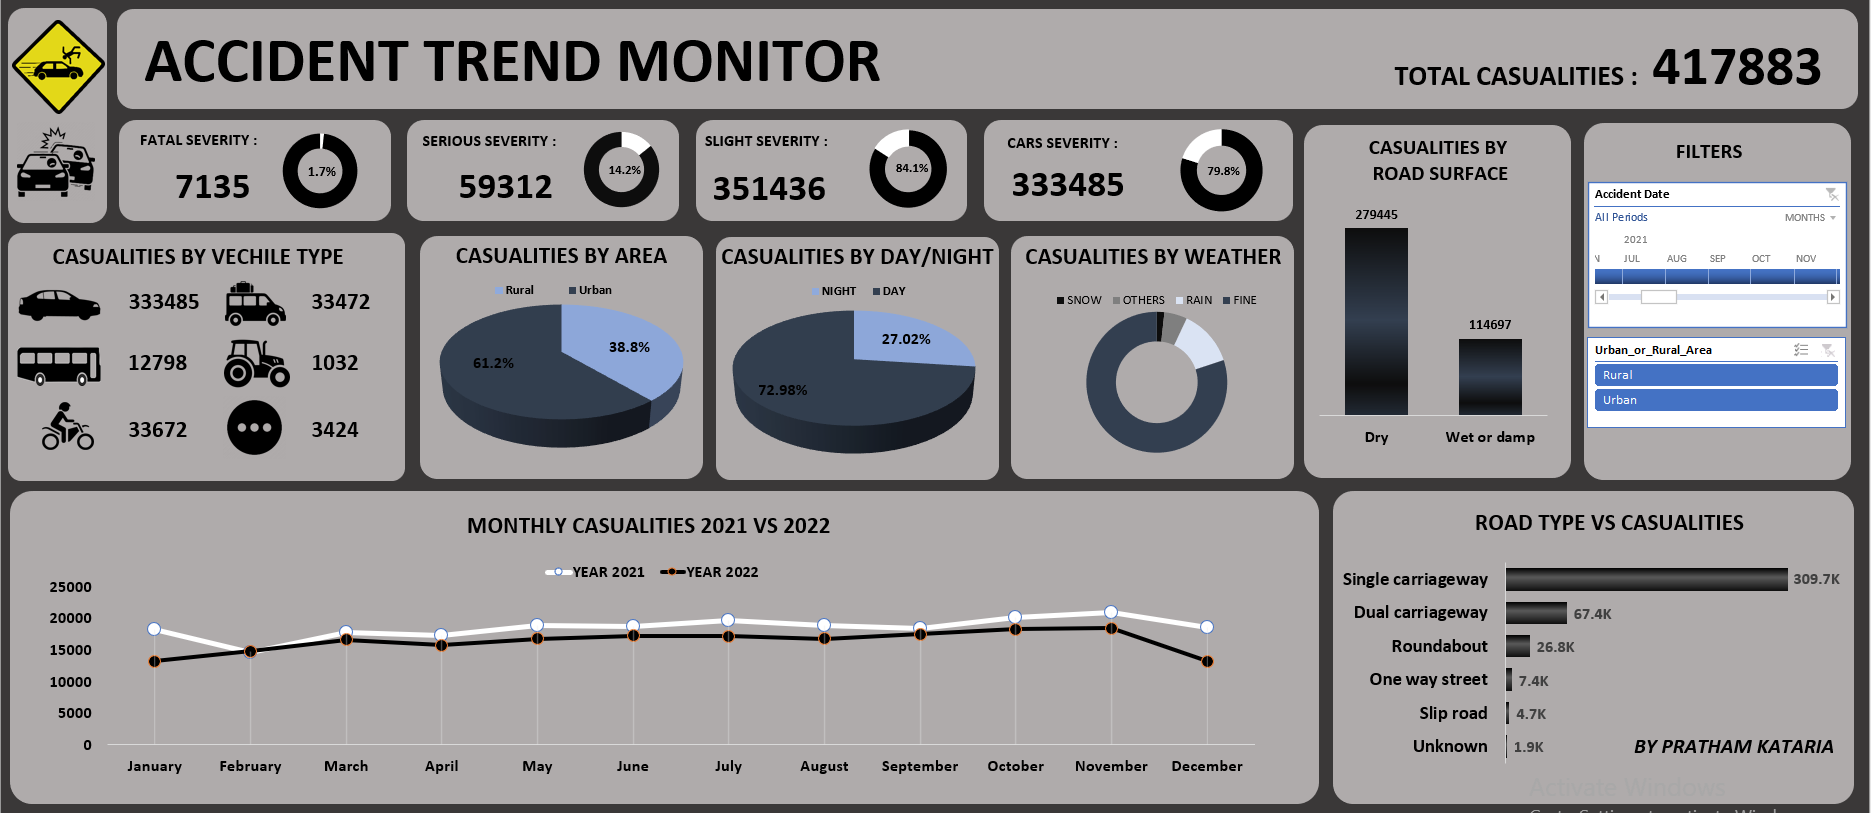 ACCIDENT TREND MONITOR
TOTAL CASUALITIES : 417883
FATAL SEVERITY :
7135
1.7%
SERIOUS SEVERITY :
59312
14.2%
SLIGHT SEVERITY :
351436
84.1%
CARS SEVERITY :
333485
79.8%
CASUALITIES BY
ROAD SURFACE
279445
114697
Dry
Wet or damp
FILTERS
Accident Date
All Periods
MONTHS
2021
JUL AUG SEP OCT NOV
Urban_or_Rural_Area
Rural
Urban
CASUALITIES BY VECHILE TYPE
333485 33472
12798 1032
33672 3424
CASUALITIES BY AREA
Rural Urban
38.8%
61.2%
CASUALITIES BY DAY/NIGHT
NIGHT DAY
27.02%
72.98%
CASUALITIES BY WEATHER
SNOW OTHERS RAIN FINE
MONTHLY CASUALITIES 2021 VS 2022
YEAR 2021 YEAR 2022
25000
20000
15000
10000
5000
0
January February March April May June July August September October November December
ROAD TYPE VS CASUALITIES
Single carriageway 309.7K
Dual carriageway 67.4K
Roundabout 26.8K
One way street 7.4K
Slip road 4.7K
Unknown 1.9K
BY PRATHAM KATARIA
Activate Windows